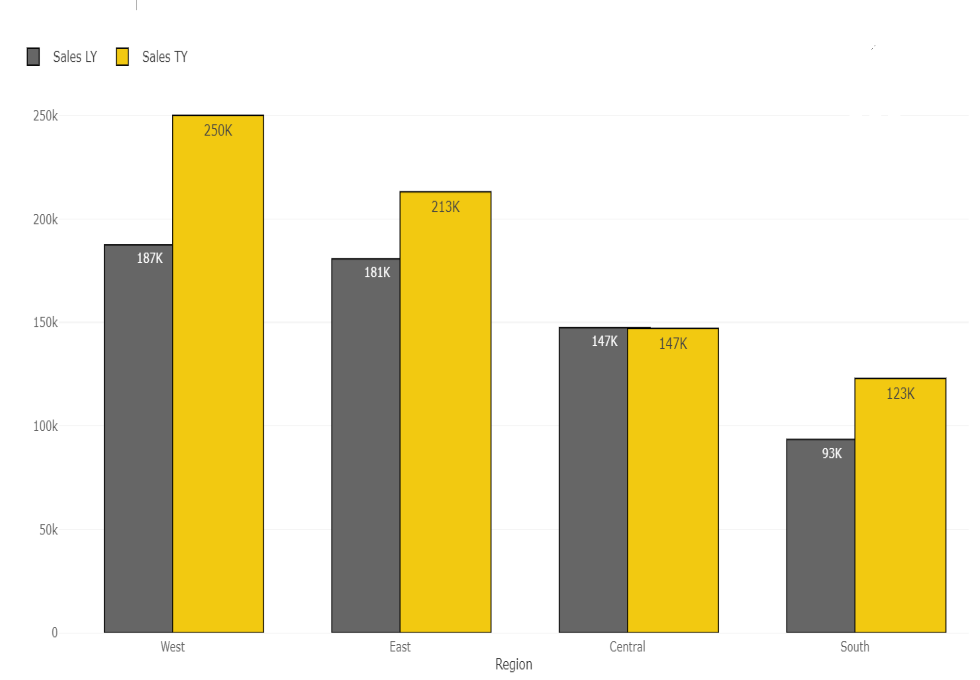 Sales LY Sales TY
250k
250K
213K
200k
187K
181K
150k
147K
147K
123K
100k
93K
50k
0
West East Central South
Region